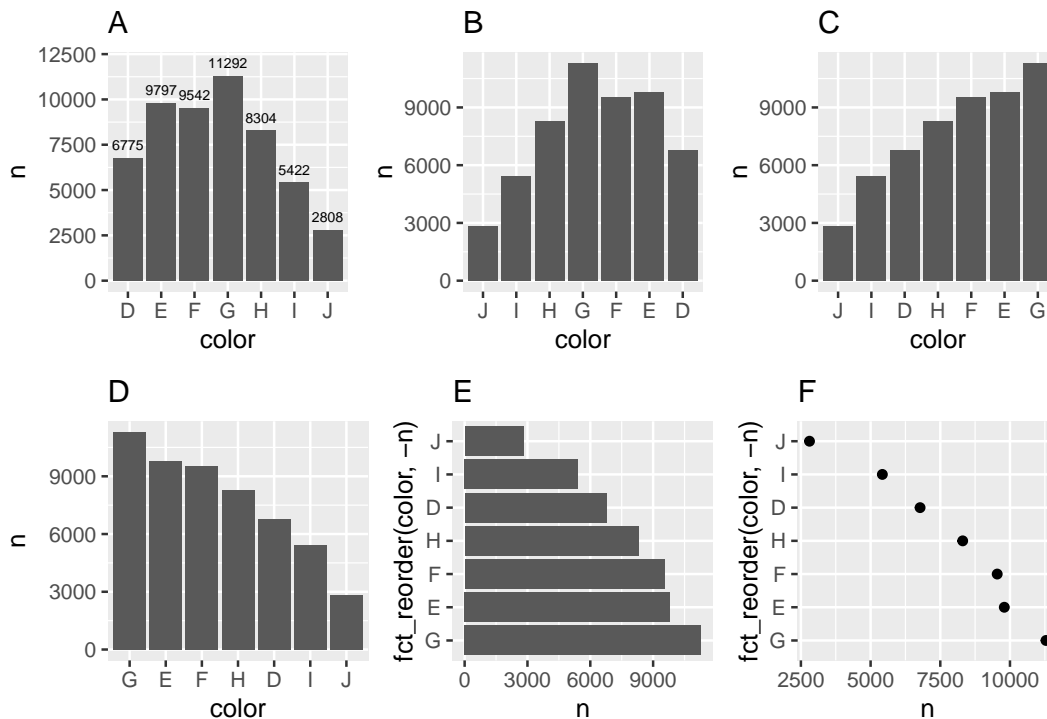 A
B
C
12500
10000
7500
5000
2500
0
n
6775
9797
9542
11292
8304
5422
2808
D E F G H I J
color
9000
6000
3000
0
n
J I H G F E D
color
9000
6000
3000
0
n
J I D H F E G
color
D
E
F
9000
6000
3000
0
n
G E F H D I J
color
fct_reorder(color, −n)
J
I
D
H
F
E
G
0 3000 6000 9000
n
fct_reorder(color, −n)
J
I
D
H
F
E
G
2500 5000 7500 10000
n